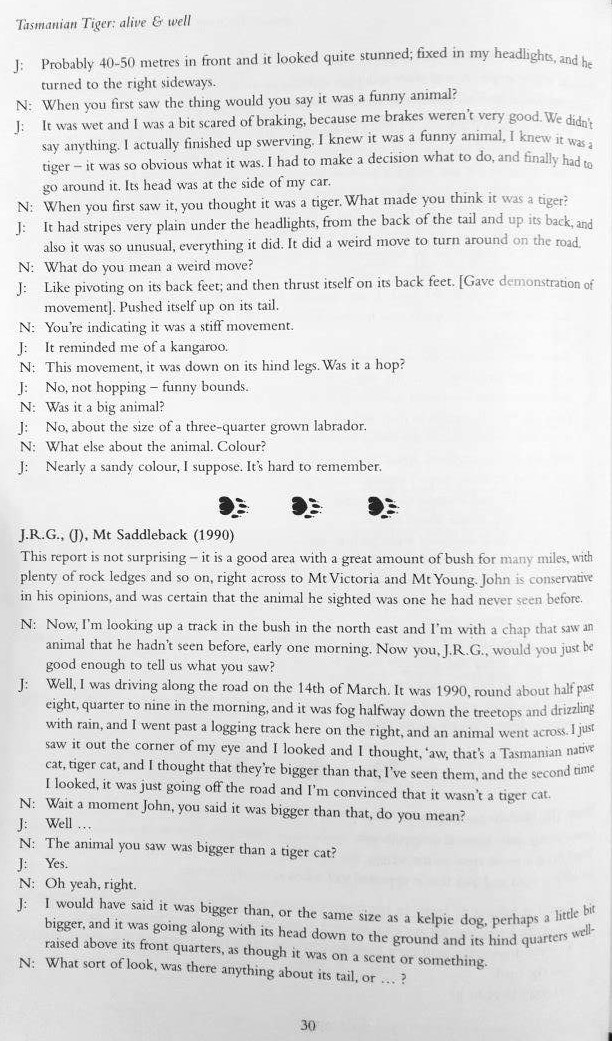 Tasmanian Tiger: alive & well
J: Probably 40-50 metres in front and it looked quite stunned; fixed in my headlights, and he
turned to the right sideways.
N: When you first saw the thing would you say it was a funny animal?
J: It was wet and I was a bit scared of braking, because me brakes weren't very good. We didn't
say anything. I actually finished up swerving. I knew it was a funny animal, I knew it was a
tiger – it was so obvious what it was. I had to make a decision what to do, and finally had to
go around it. Its head was at the side of my car.
N: When you first saw it, you thought it was a tiger. What made you think it was a tiger?
J: It had stripes very plain under the headlights, from the back of the tail and up its back, and
also it was so unusual, everything it did. It did a weird move to turn around on the road.
N: What do you mean a weird move?
J: Like pivoting on its back feet; and then thrust itself on its back feet. [Gave demonstration of
movement]. Pushed itself up on its tail.
N: You're indicating it was a stiff movement.
J: It reminded me of a kangaroo.
N: This movement, it was down on its hind legs. Was it a hop?
J: No, not hopping – funny bounds.
N: Was it a big animal?
J: No, about the size of a three-quarter grown labrador.
N: What else about the animal. Colour?
J: Nearly a sandy colour, I suppose. It's hard to remember.
J.R.G., (J), Mt Saddleback (1990)
This report is not surprising – it is a good area with a great amount of bush for many miles, with
plenty of rock ledges and so on, right across to Mt Victoria and Mt Young. John is conservative
in his opinions, and was certain that the animal he sighted was one he had never seen before.
N: Now, I'm looking up a track in the bush in the north east and I'm with a chap that saw an
animal that he hadn't seen before, early one morning. Now you, J.R.G., would you just be
good enough to tell us what you saw?
J: Well, I was driving along the road on the 14th of March. It was 1990, round about half past
eight, quarter to nine in the morning, and it was fog halfway down the treetops and drizzling
with rain, and I went past a logging track here on the right, and an animal went across. I just
saw it out the corner of my eye and I looked and I thought, 'aw, that's a Tasmanian native
cat, tiger cat, and I thought that they're bigger than that, I've seen them, and the second time
I looked, it was just going off the road and I'm convinced that it wasn't a tiger cat.
N: Wait a moment John, you said it was bigger than that, do you mean?
J: Well ...
N: The animal you saw was bigger than a tiger cat?
J: Yes.
N: Oh yeah, right.
J: I would have said it was bigger than, or the same size as a kelpie dog, perhaps a little bit
bigger, and it was going along with its head down to the ground and its hind quarters well-
raised above its front quarters, as though it was on a scent or something.
N: What sort of look, was there anything about its tail, or ... ?
30